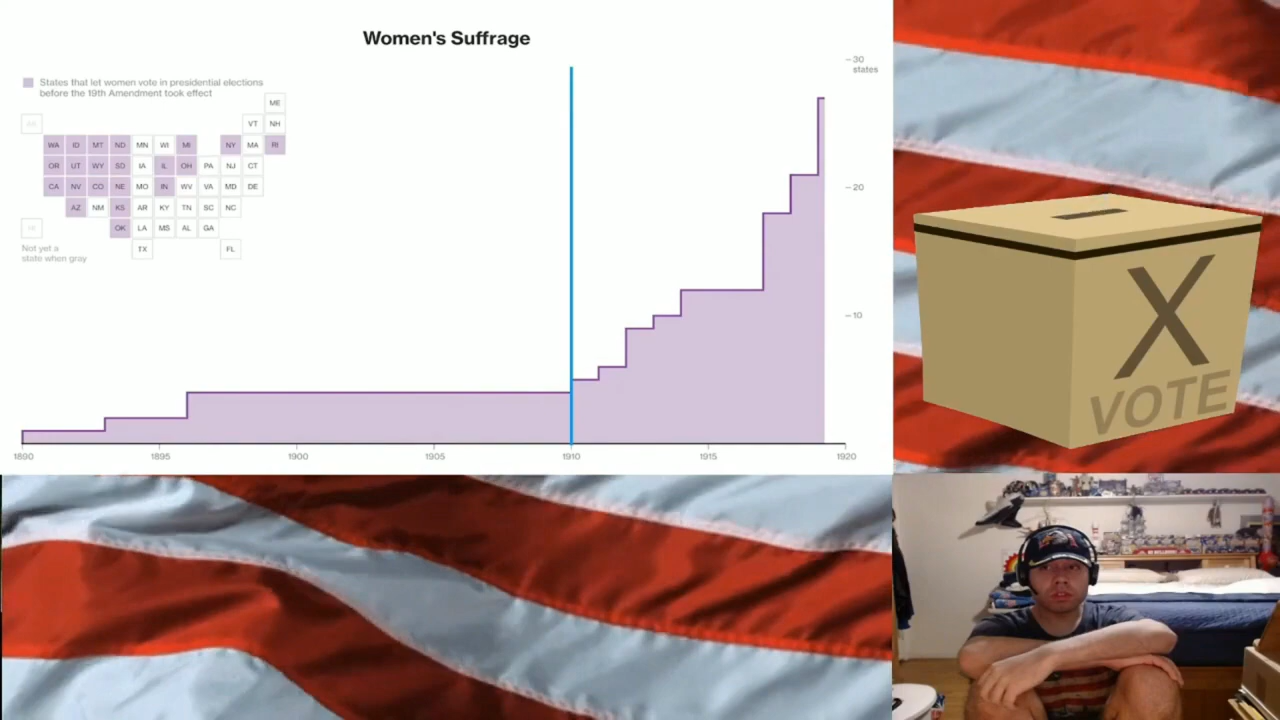 Women's Suffrage
States that let women vote in presidential elections
before the 19th Amendment took effect
30
states
ME
VT NH
WA ID MT ND MN WI MI NY MA RI
OR UT WY SD IA IL OH PA NJ CT
CA NV CO NE MO IN WV VA MD DE
AZ NM KS AR KY TN SC NC
OK LA MS AL GA
TX FL
Not yet a
state when gray
20
10
1890 1895 1900 1905 1910 1915 1920
X
VOTE